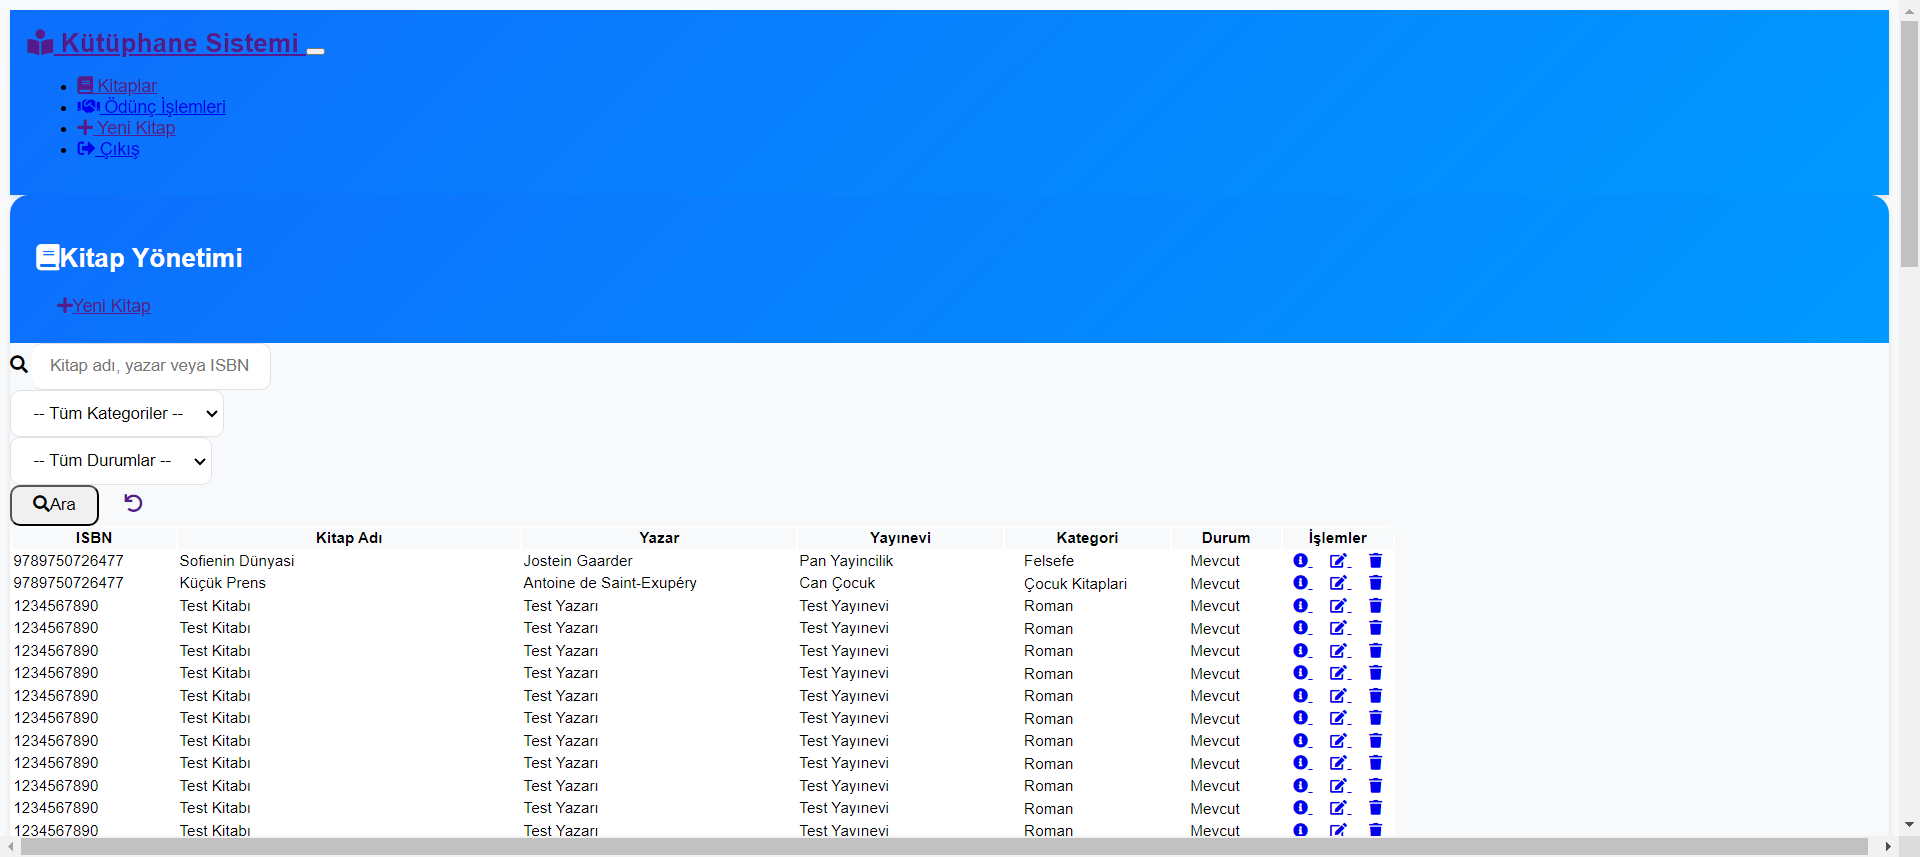 Kütüphane Sistemi
Kitaplar
Ödünç İşlemleri
Yeni Kitap
Çıkış
Kitap Yönetimi
Yeni Kitap
Kitap adı, yazar veya ISBN
-- Tüm Kategoriler --
-- Tüm Durumlar --
Ara
ISBN Kitap Adı Yazar Yayınevi Kategori Durum İşlemler
9789750726477 Sofienin Dünyasi Jostein Gaarder Pan Yayincilik Felsefe Mevcut
9789750726477 Küçük Prens Antoine de Saint-Exupéry Can Çocuk Çocuk Kitaplari Mevcut
1234567890 Test Kitabı Test Yazarı Test Yayınevi Roman Mevcut
1234567890 Test Kitabı Test Yazarı Test Yayınevi Roman Mevcut
1234567890 Test Kitabı Test Yazarı Test Yayınevi Roman Mevcut
1234567890 Test Kitabı Test Yazarı Test Yayınevi Roman Mevcut
1234567890 Test Kitabı Test Yazarı Test Yayınevi Roman Mevcut
1234567890 Test Kitabı Test Yazarı Test Yayınevi Roman Mevcut
1234567890 Test Kitabı Test Yazarı Test Yayınevi Roman Mevcut
1234567890 Test Kitabı Test Yazarı Test Yayınevi Roman Mevcut
1234567890 Test Kitabı Test Yazarı Test Yayınevi Roman Mevcut
1234567890 Test Kitabı Test Yazarı Test Yayınevi Roman Mevcut
1234567890 Test Kitabı Test Yazarı Test Yayınevi Roman Mevcut